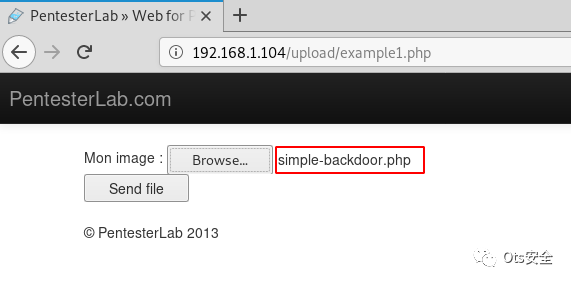 PentesterLab » Web for P
192.168.1.104/upload/example1.php
PentesterLab.com
Mon image : Browse... simple-backdoor.php
Send file
© PentesterLab 2013
Ots安全